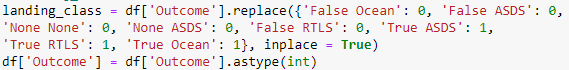 landing_class = df['Outcome'].replace({'False Ocean': 0, 'False ASDS': 0,
'None None': 0, 'None ASDS': 0, 'False RTLS': 0, 'True ASDS': 1,
'True RTLS': 1, 'True Ocean': 1}, inplace = True)
df['Outcome'] = df['Outcome'].astype(int)